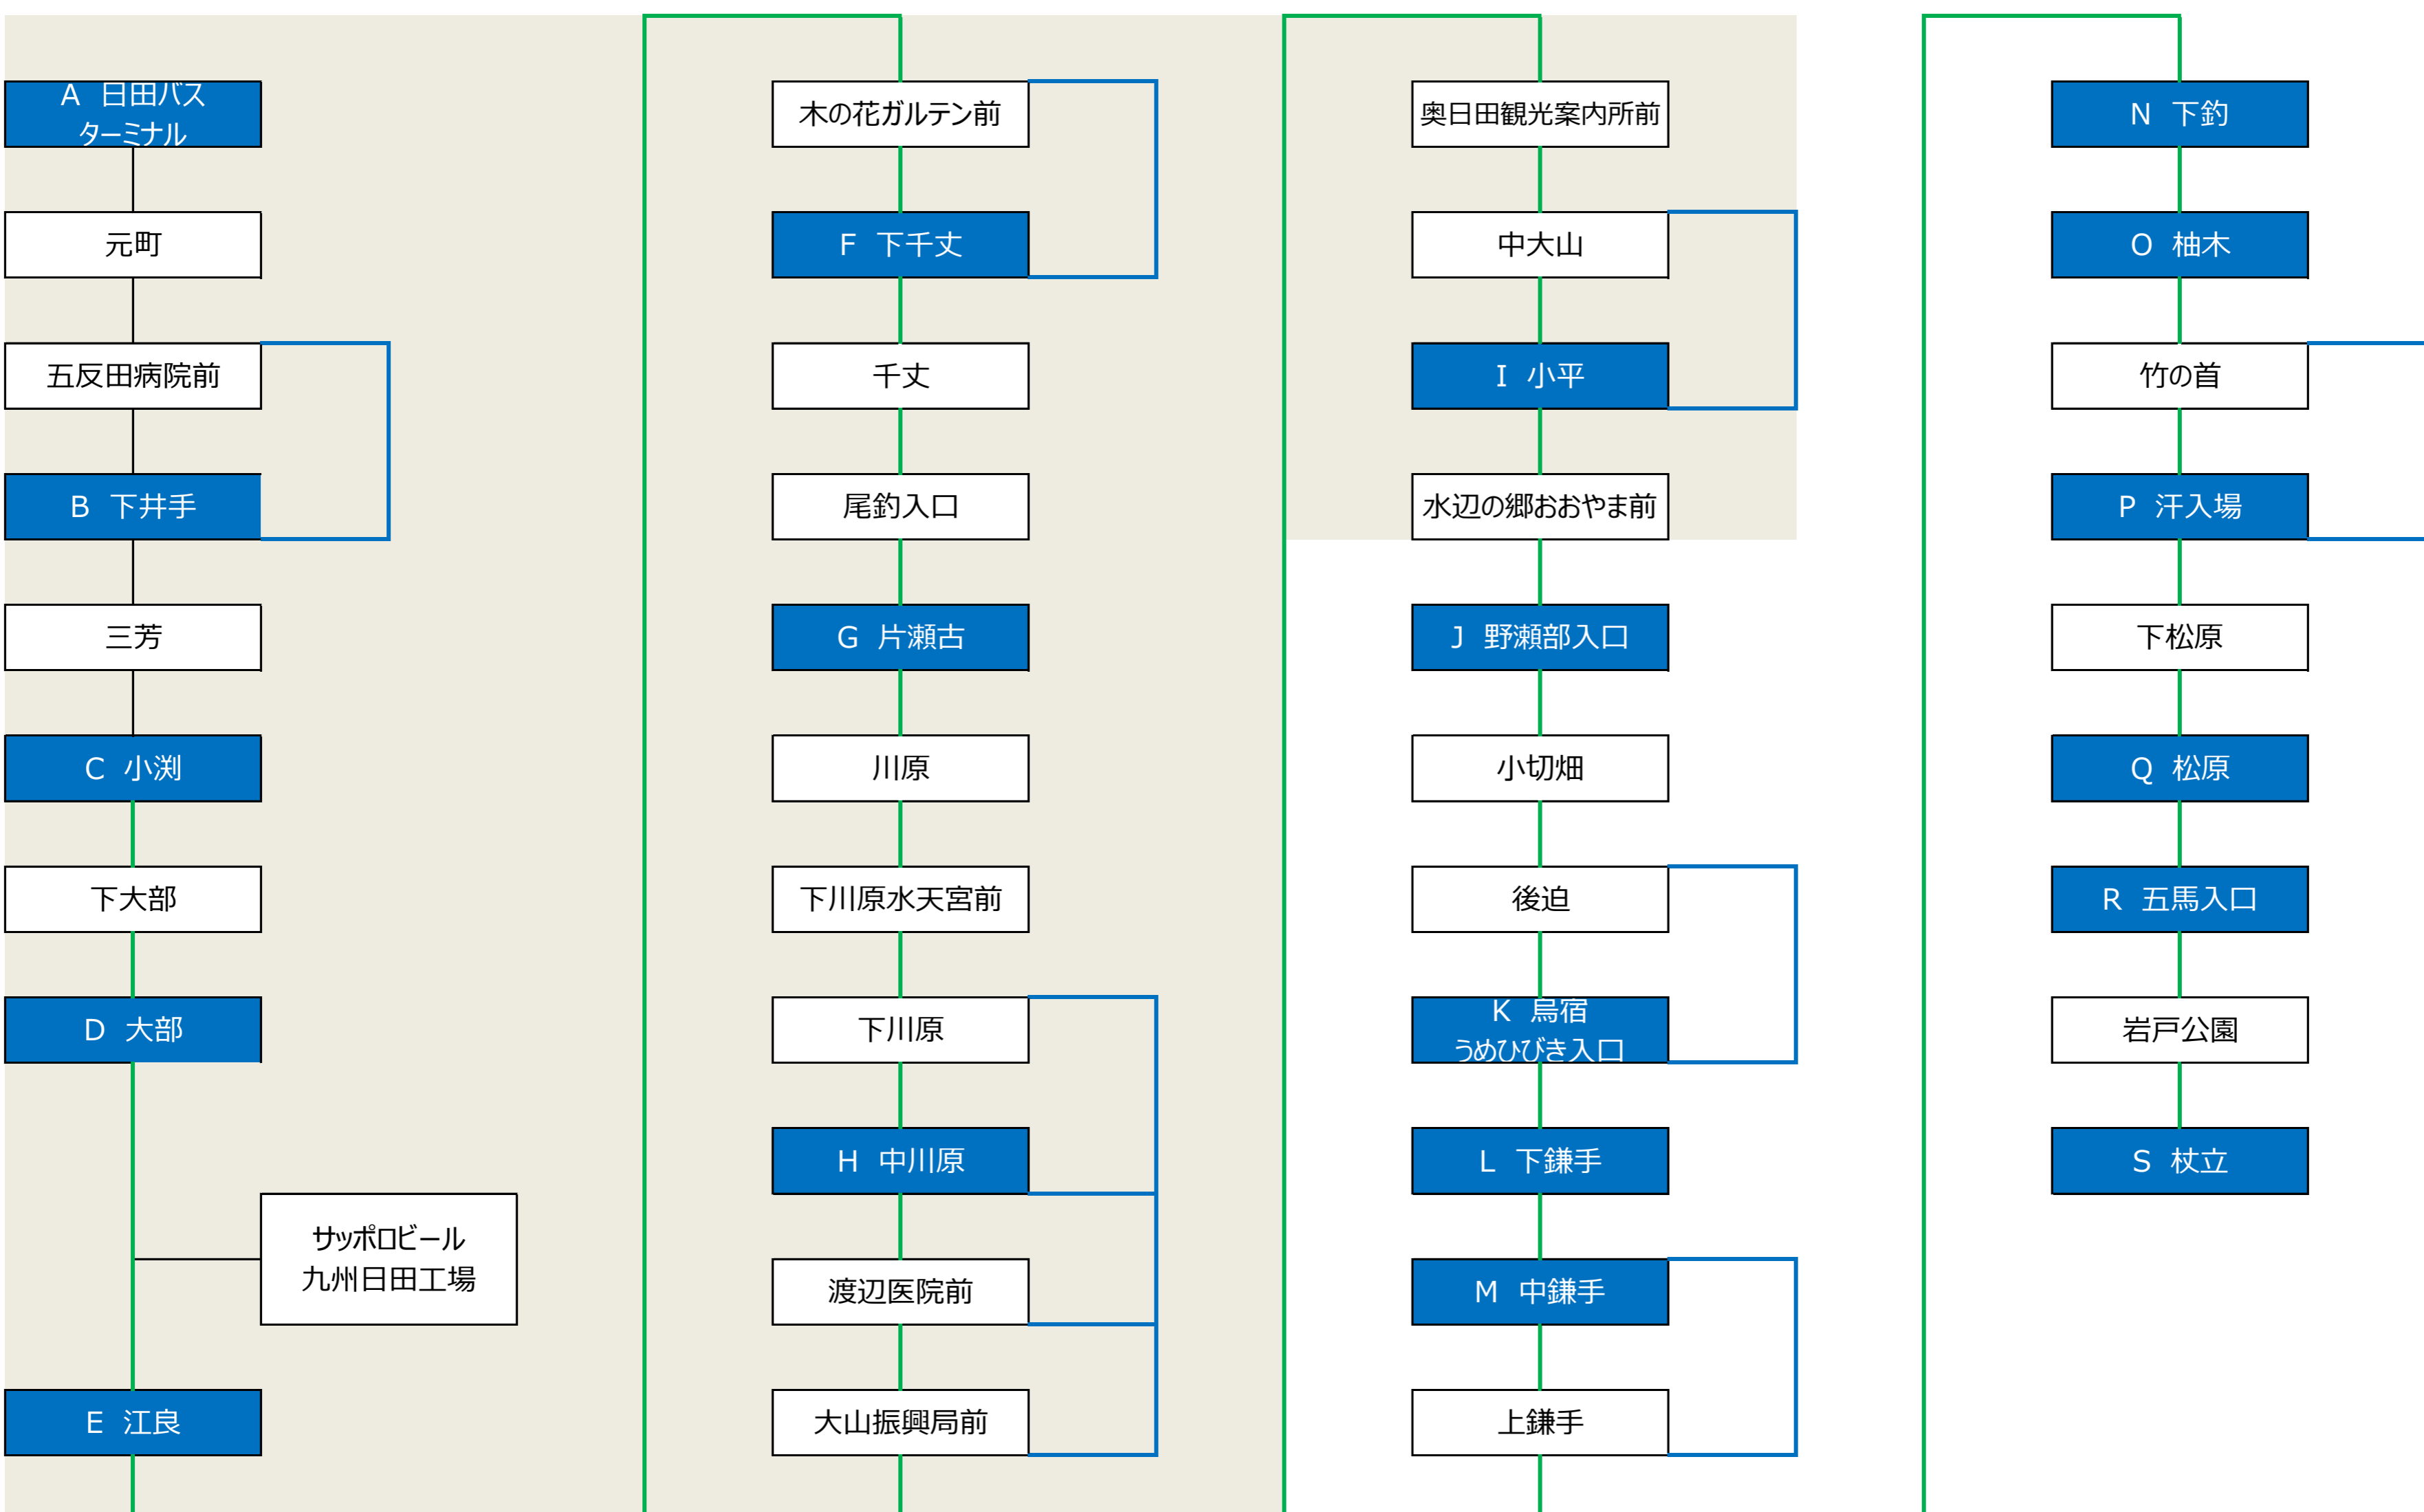 A 日田バス
ターミナル
元町
五反田病院前
B 下井手
三芳
C 小渕
下大部
D 大部
サッポロビール
九州日田工場
E 江良
木の花ガルテン前
F 下千丈
千丈
尾釣入口
G 片瀬古
川原
下川原水天宮前
下川原
H 中川原
渡辺医院前
大山振興局前
奥日田観光案内所前
中大山
I 小平
水辺の郷おおやま前
J 野瀬部入口
小切畑
後迫
K 烏宿
うめひびき入口
L 下鎌手
M 中鎌手
上鎌手
N 下釣
O 柚木
竹の首
P 汗入場
下松原
Q 松原
R 五馬入口
岩戸公園
S 杖立